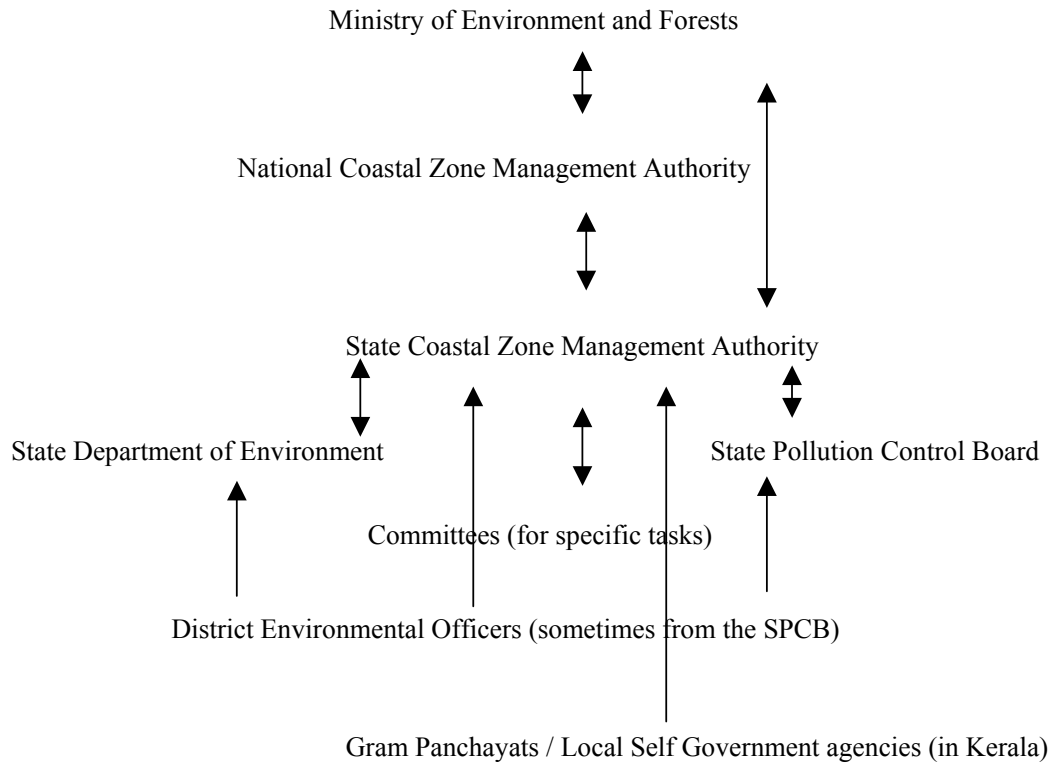 Ministry of Environment and Forests
National Coastal Zone Management Authority
State Coastal Zone Management Authority
State Department of Environment
State Pollution Control Board
Committees (for specific tasks)
District Environmental Officers (sometimes from the SPCB)
Gram Panchayats / Local Self Government agencies (in Kerala)